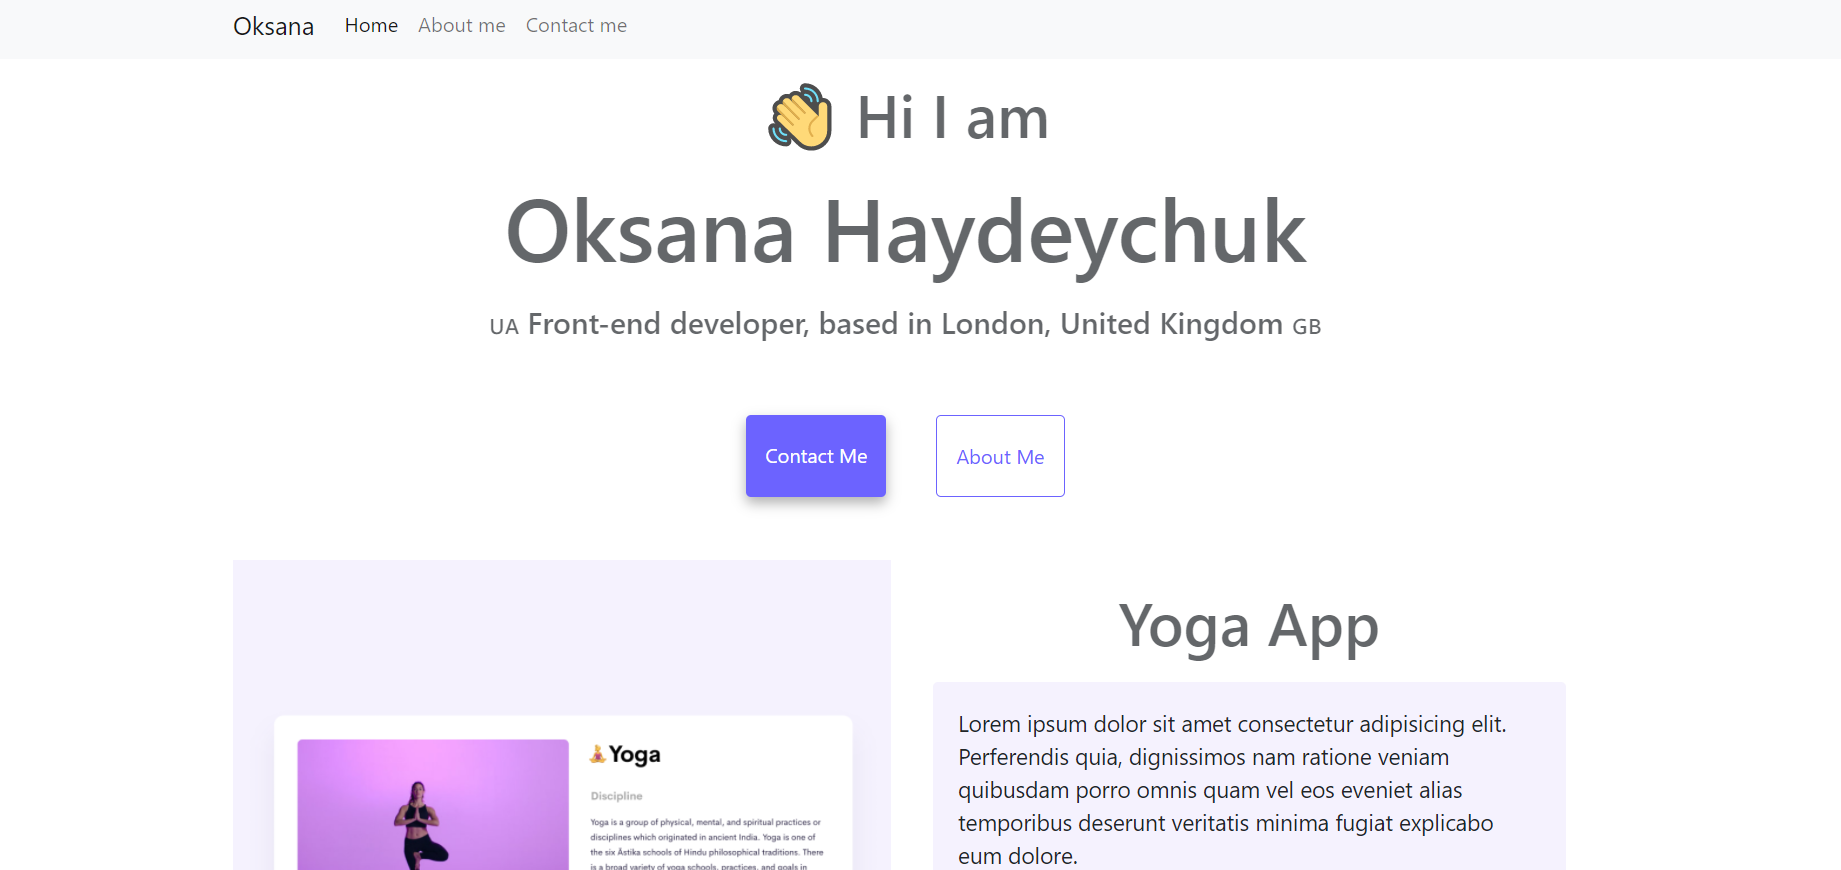 Oksana Home About me Contact me
Hi I am
Oksana Haydeychuk
UA Front-end developer, based in London, United Kingdom GB
Contact Me
About Me
Yoga
Discipline
Yoga is a group of physical, mental, and spiritual practices or
disciplines which originated in ancient India. Yoga is one of
the six Āstika schools of Hindu philosophical traditions. There
is a broad variety of yoga schools, practices, and goals in
Yoga App
Lorem ipsum dolor sit amet consectetur adipisicing elit.
Perferendis quia, dignissimos nam ratione veniam
quibusdam porro omnis quam vel eos eveniet alias
temporibus deserunt veritatis minima fugiat explicabo
eum dolore.